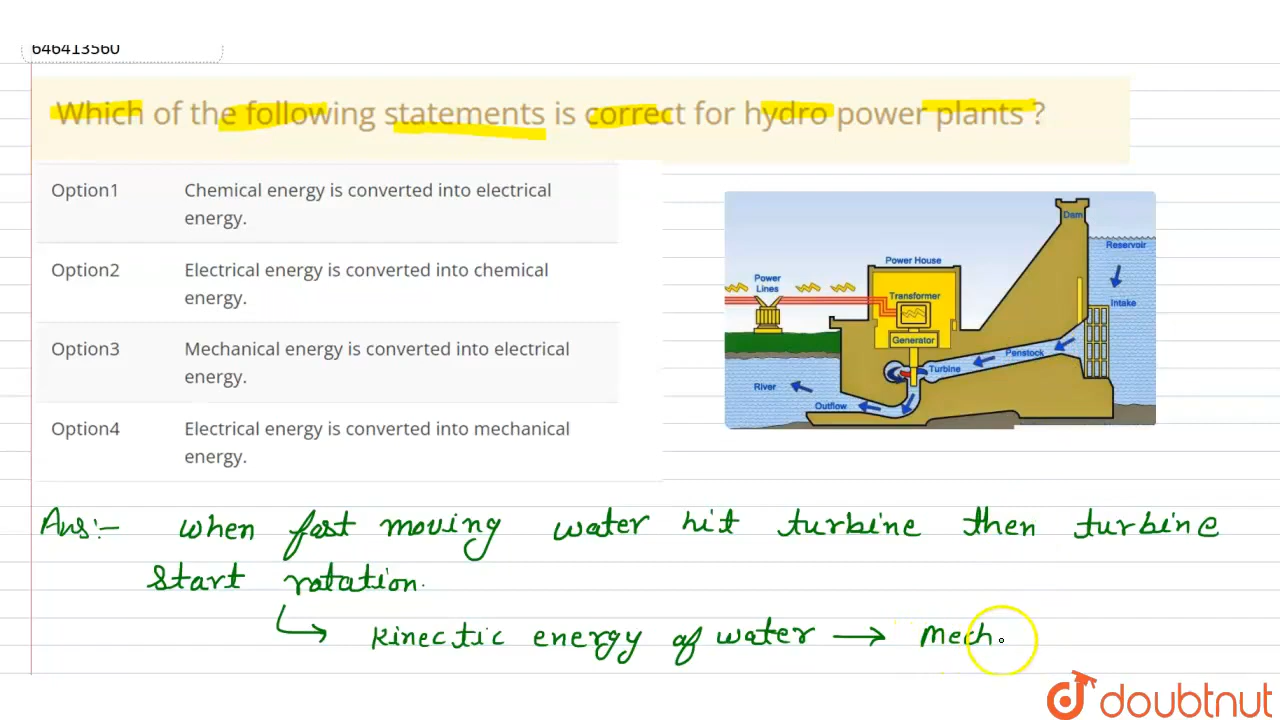 646413560
Which of the following statements is correct for hydro power plants ?
Option1 Chemical energy is converted into electrical
energy.
Option2 Electrical energy is converted into chemical
energy.
Option3 Mechanical energy is converted into electrical
energy.
Option4 Electrical energy is converted into mechanical
energy.
Dam
Reservoir
Power House
Power
Lines
Transformer
Intake
Generator
Penstock
Turbine
River
Outflow
Ans:- when fast moving water hit turbine then turbine
start rotation.
↳ Kinectic energy of water → Mech.
doubtnut